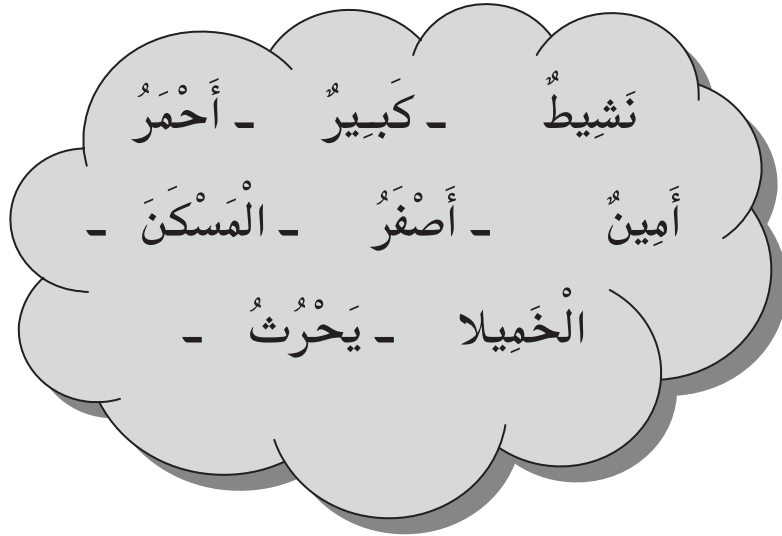 نَشِيطٌ ـ كَبِيرٌ ـ أَحْمَرُ
أَمِينٌ ـ أَصْفَرُ ـ الْمَسْكَنَ ـ
الْخَمِيلا ـ يَحْرُثُ ـ